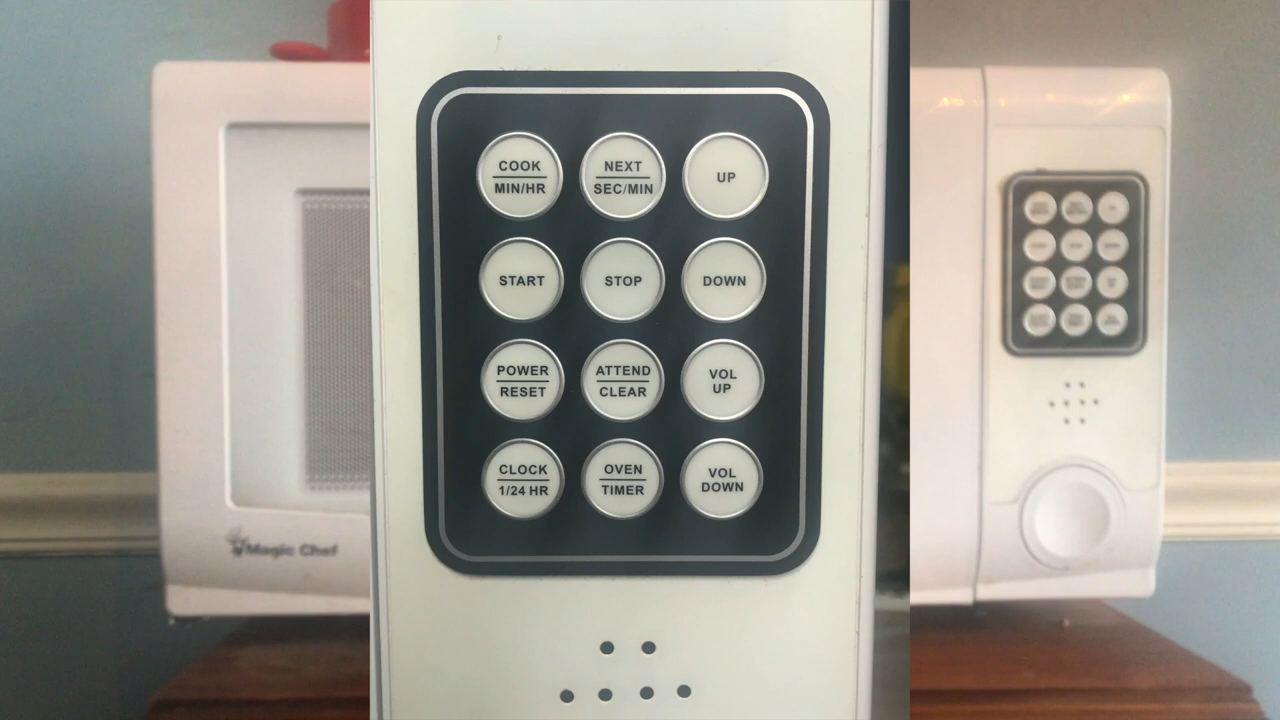 COOK
MIN/HR
NEXT
SEC/MIN
UP
START
STOP
DOWN
POWER
RESET
ATTEND
CLEAR
VOL
UP
CLOCK
1/24 HR
OVEN
TIMER
VOL
DOWN
Magic Chef